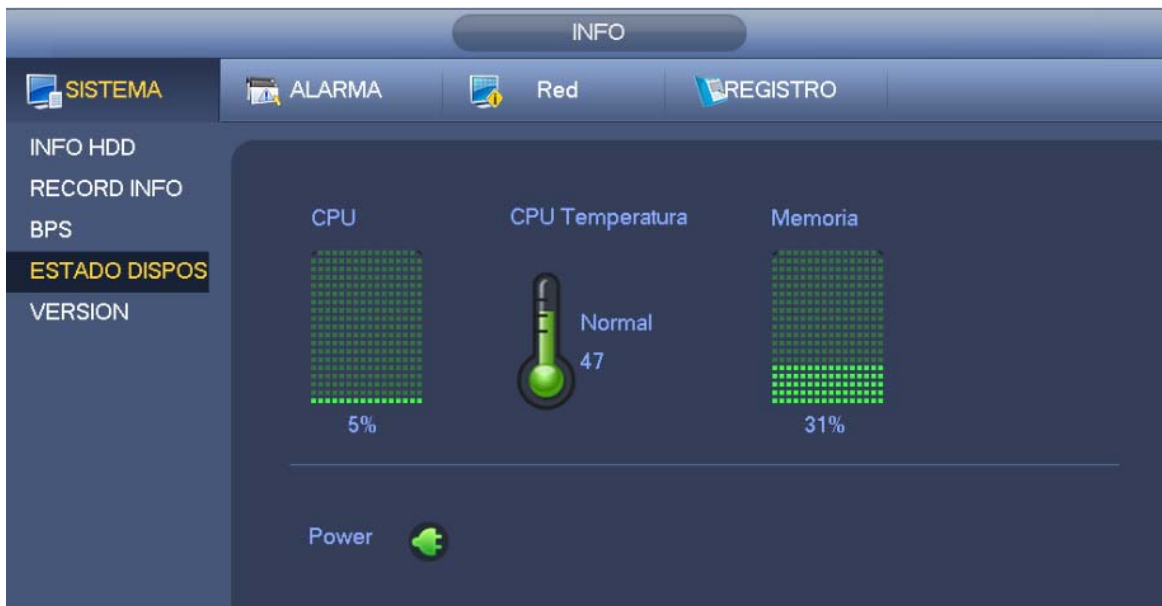 INFO
SISTEMA ALARMA Red REGISTRO
INFO HDD
RECORD INFO
BPS
ESTADO DISPOS
VERSION
CPU CPU Temperatura Memoria
Normal
47
5% 31%
Power